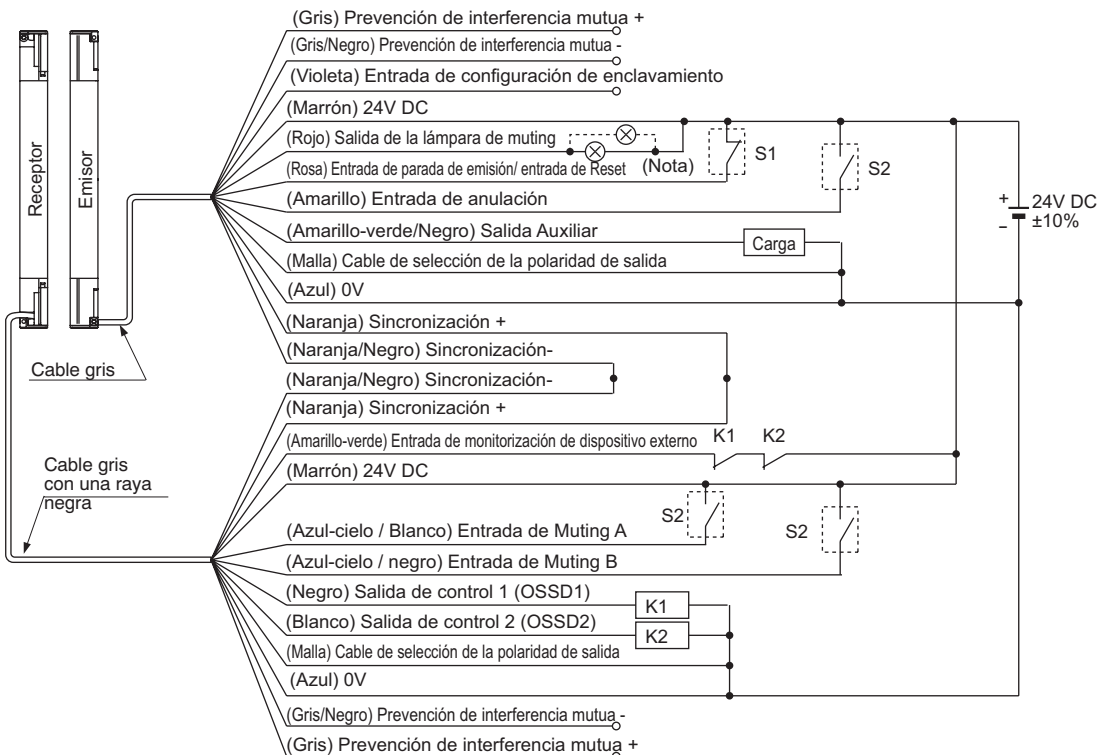 (Gris) Prevención de interferencia mutua +
(Gris/Negro) Prevención de interferencia mutua -
(Violeta) Entrada de configuración de enclavamiento
(Marrón) 24V DC
(Rojo) Salida de la lámpara de muting
(Nota)
S1
S2
(Rosa) Entrada de parada de emisión/ entrada de Reset
(Amarillo) Entrada de anulación
+
-
24V DC
±10%
(Amarillo-verde/Negro) Salida Auxiliar
Carga
(Malla) Cable de selección de la polaridad de salida
(Azul) 0V
Receptor
Emisor
Cable gris
(Naranja) Sincronización +
(Naranja/Negro) Sincronización-
(Naranja/Negro) Sincronización-
(Naranja) Sincronización +
(Amarillo-verde) Entrada de monitorización de dispositivo externo
K1
K2
Cable gris
con una raya
negra
(Marrón) 24V DC
S2
S2
(Azul-cielo / Blanco) Entrada de Muting A
(Azul-cielo / negro) Entrada de Muting B
(Negro) Salida de control 1 (OSSD1)
K1
(Blanco) Salida de control 2 (OSSD2)
K2
(Malla) Cable de selección de la polaridad de salida
(Azul) 0V
(Gris/Negro) Prevención de interferencia mutua -
(Gris) Prevención de interferencia mutua +